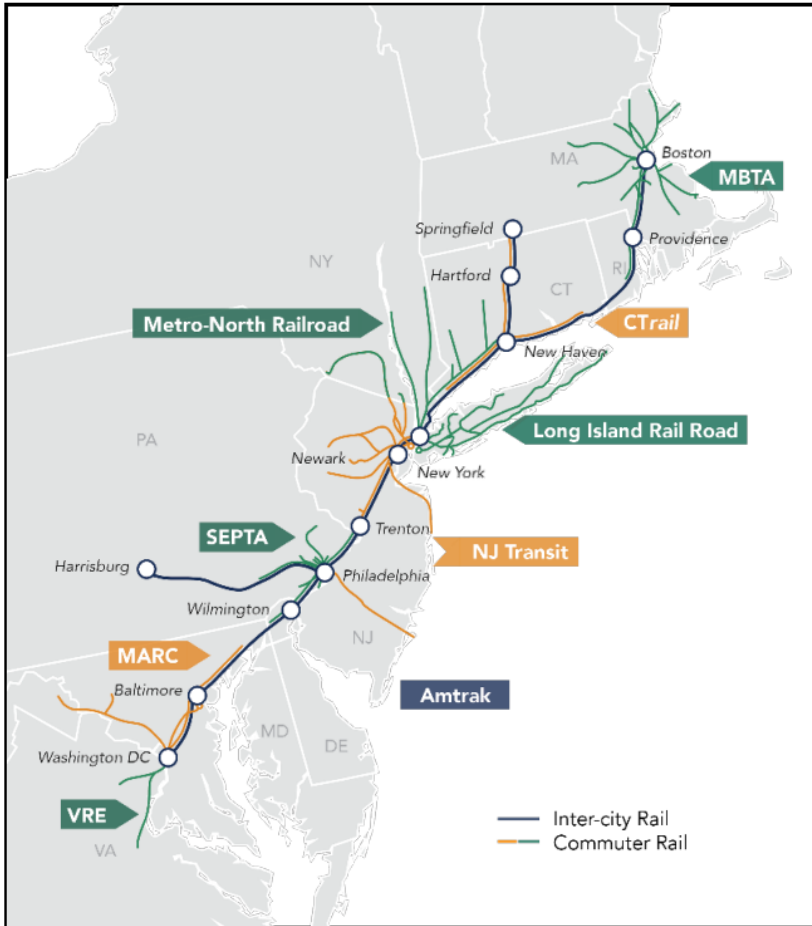 Boston
MA
MBTA
Springfield
Providence
NY
Hartford
RI
CT
Metro-North Railroad
CTrail
New Haven
PA
Long Island Rail Road
Newark
New York
SEPTA
Trenton
NJ Transit
Harrisburg
Philadelphia
Wilmington
NJ
MARC
Baltimore
Amtrak
MD
DE
Washington DC
VRE
Inter-city Rail
Commuter Rail
VA